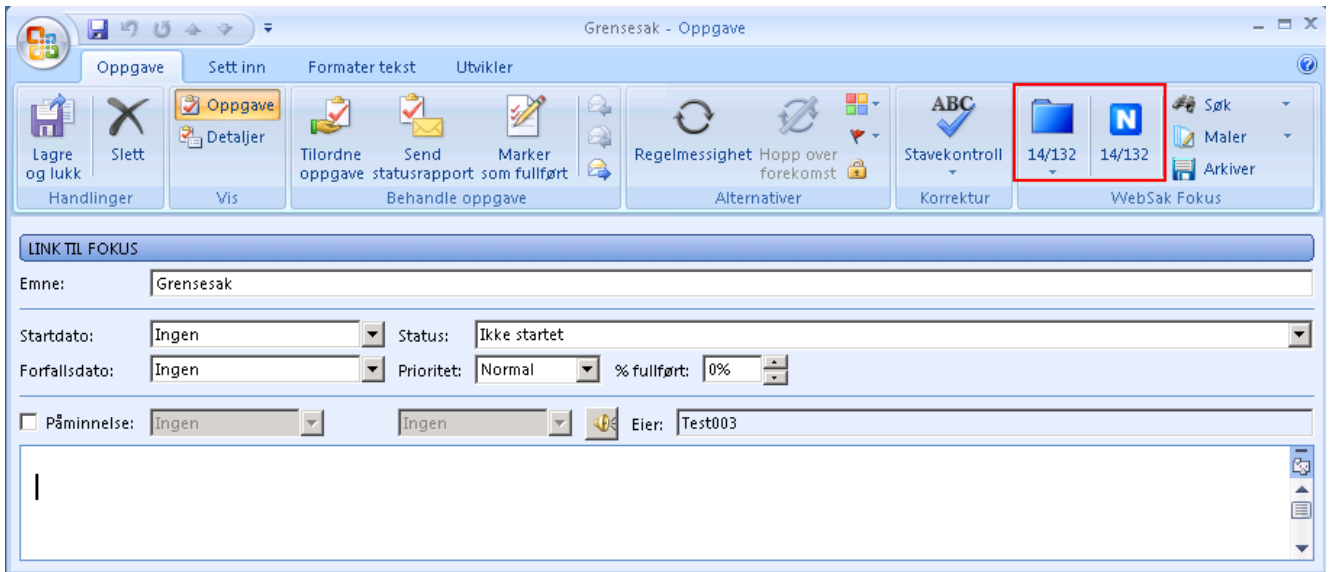 Grensesak - Oppgave
Oppgave Sett inn Formater tekst Utvikler
Lagre og lukk
Slett
Handlinger
Oppgave
Detaljer
Vis
Tilordne oppgave
Send statusrapport
Marker som fullført
Behandle oppgave
Regelmessighet
Hopp over forekomst
Alternativer
ABC
Stavekontroll
Korrektur
14/132
N
14/132
Søk
Maler
Arkiver
WebSak Fokus
LINK TIL FOKUS
Emne: Grensesak
Startdato: Ingen Status: Ikke startet
Forfallsdato: Ingen Prioritet: Normal % fullført: 0%
Påminnelse: Ingen Ingen Eier: Test003